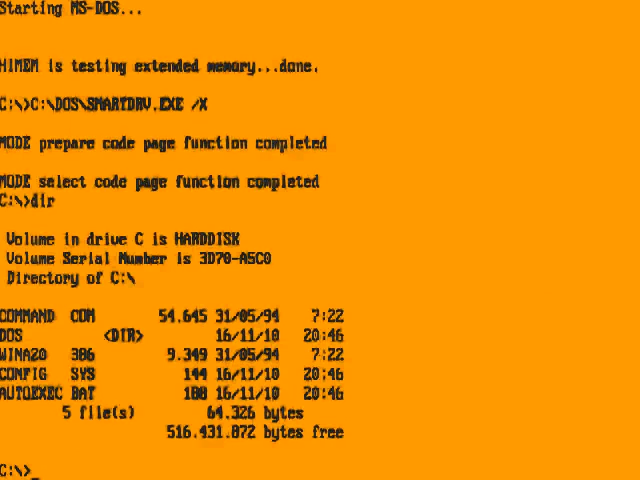 Starting MS-DOS...
HIMEM is testing extended memory...done.
C:\>C:\DOS\SMARTDRV.EXE /X
MODE prepare code page function completed
MODE select code page function completed
C:\>dir
Volume in drive C is HARDDISK
Volume Serial Number is 3D70-A5C0
Directory of C:\
COMMAND COM 54.645 31/05/94 7:22
DOS <DIR> 16/11/10 20:46
WINA20 386 9.349 31/05/94 7:22
CONFIG SYS 144 16/11/10 20:46
AUTOEXEC BAT 188 16/11/10 20:46
5 file(s) 64.326 bytes
516.431.872 bytes free
C:\>_